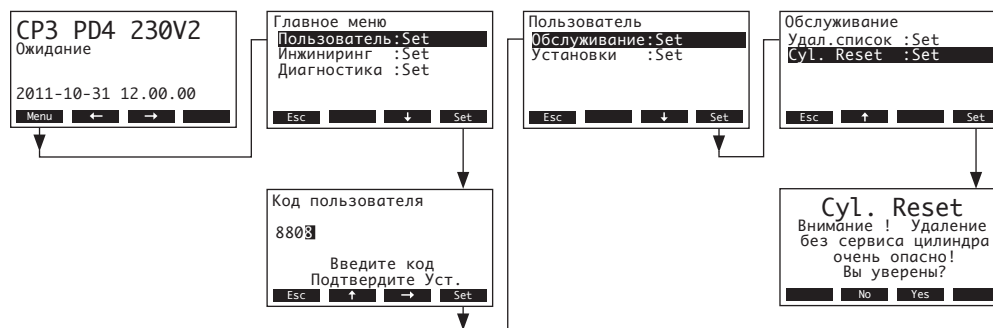 CP3 PD4 230V2
Ожидание
2011-10-31 12.00.00
Menu ← →
Главное меню
Пользователь:Set
Инжиниринг :Set
Диагностика :Set
Esc ↓ Set
Код пользователя
8808
Введите код
Подтвердите Уст.
Esc ↑ → Set
Пользователь
Обслуживание:Set
Установки :Set
Esc ↓ Set
Обслуживание
Удал.список :Set
Cyl. Reset :Set
Esc ↑ Set
Cyl. Reset
Внимание ! Удаление
без сервиса цилиндра
очень опасно!
Вы уверены?
No Yes